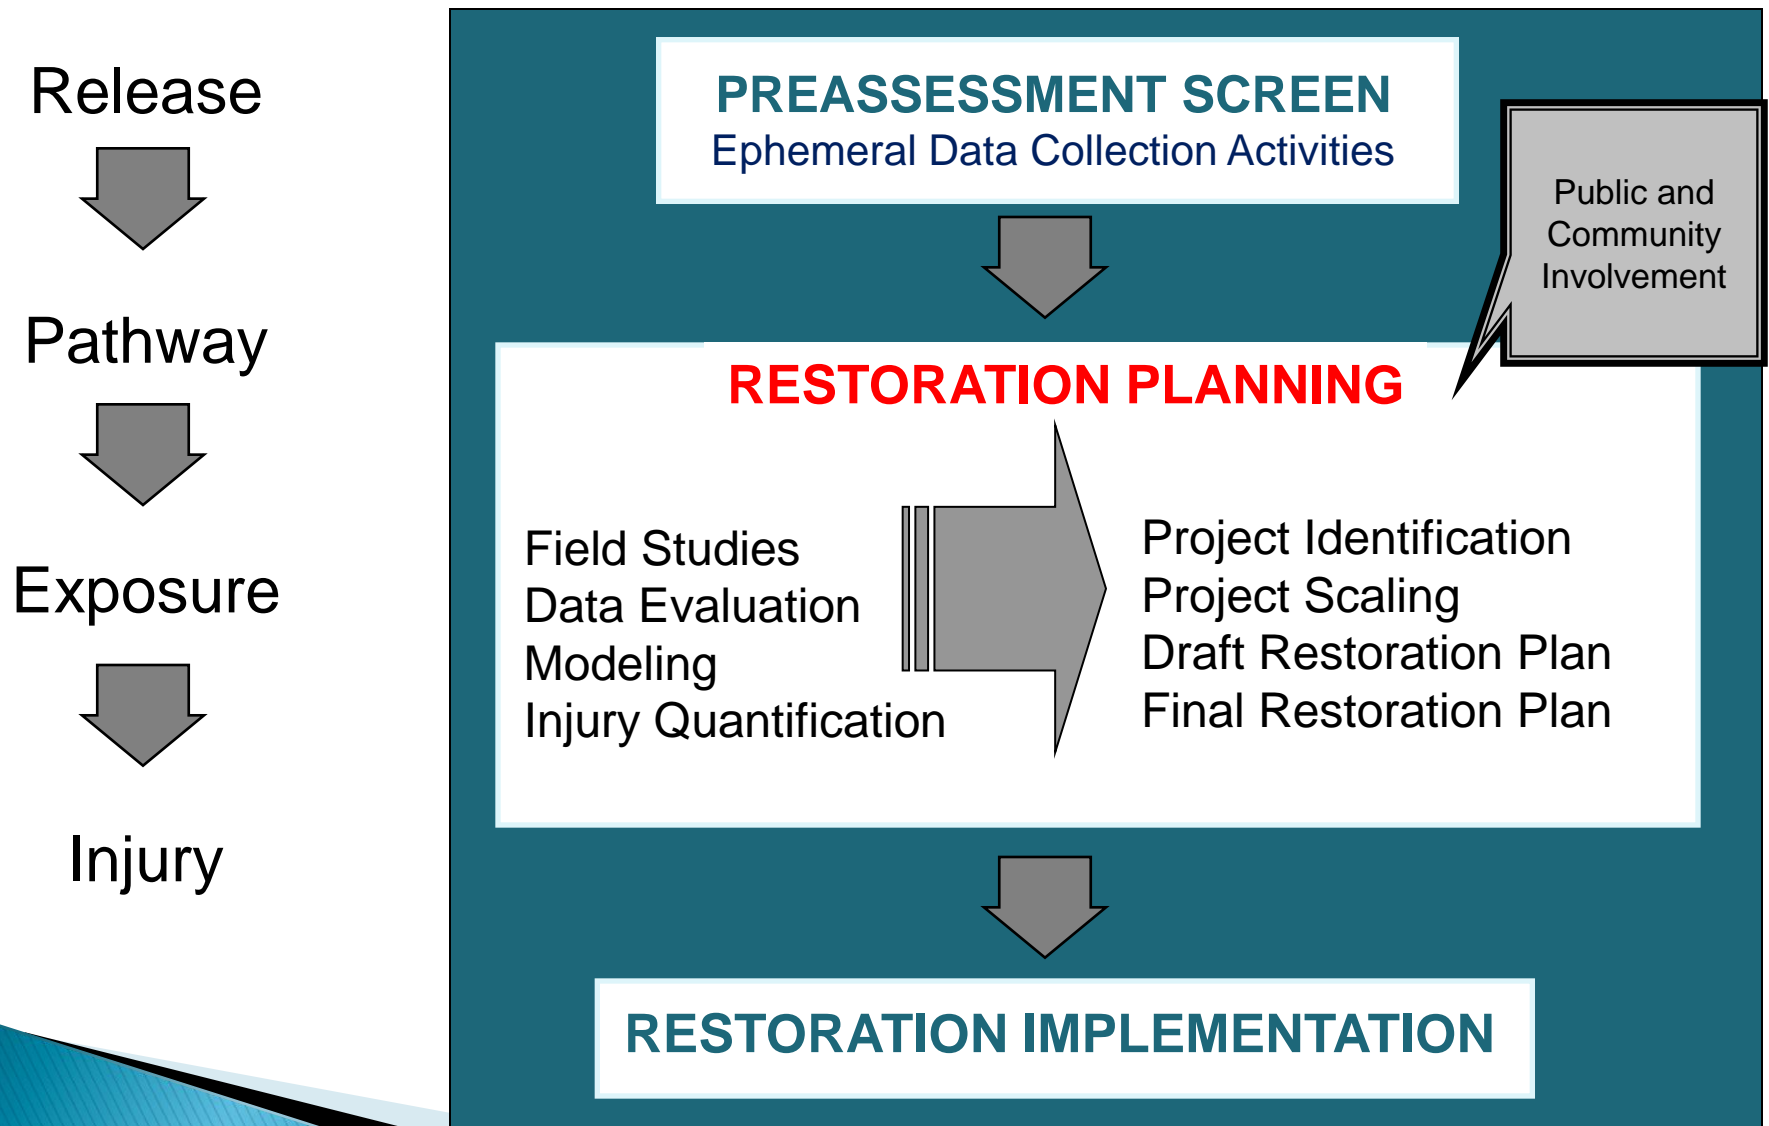 Release
Pathway
Exposure
Injury
PREASSESSMENT SCREEN
Ephemeral Data Collection Activities
Public and
Community
Involvement
RESTORATION PLANNING
Field Studies
Data Evaluation
Modeling
Injury Quantification
Project Identification
Project Scaling
Draft Restoration Plan
Final Restoration Plan
RESTORATION IMPLEMENTATION